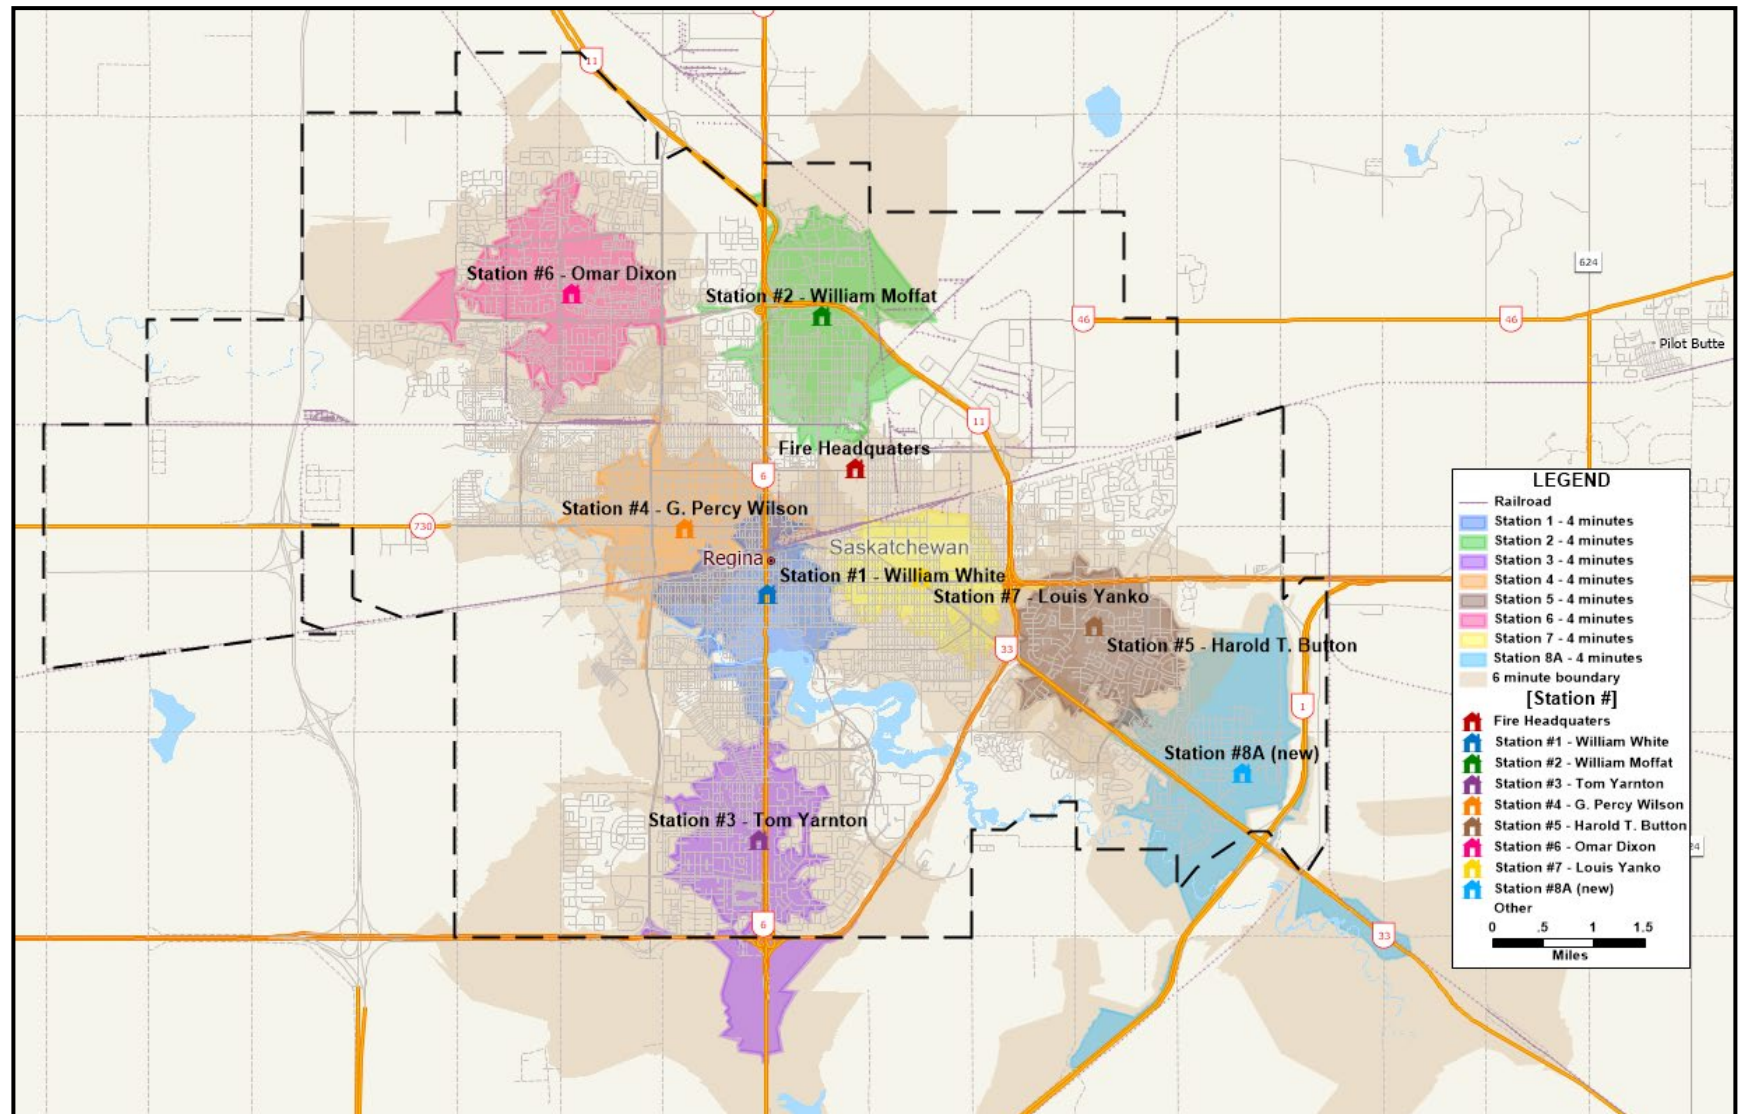 11
624
Station #6 - Omar Dixon
Station #2 - William Moffat
46
46
Pilot Butte
11
Fire Headquaters
6
Station #4 - G. Percy Wilson
730
Saskatchewan
Regina
Station #1 - William White
Station #7 - Louis Yanko
Station #5 - Harold T. Button
33
1
Station #8A (new)
Station #3 - Tom Yarnton
6
33
24
LEGEND
Railroad
Station 1 - 4 minutes
Station 2 - 4 minutes
Station 3 - 4 minutes
Station 4 - 4 minutes
Station 5 - 4 minutes
Station 6 - 4 minutes
Station 7 - 4 minutes
Station 8A - 4 minutes
6 minute boundary
[Station #]
Fire Headquaters
Station #1 - William White
Station #2 - William Moffat
Station #3 - Tom Yarnton
Station #4 - G. Percy Wilson
Station #5 - Harold T. Button
Station #6 - Omar Dixon
Station #7 - Louis Yanko
Station #8A (new)
Other
0 .5 1 1.5
Miles